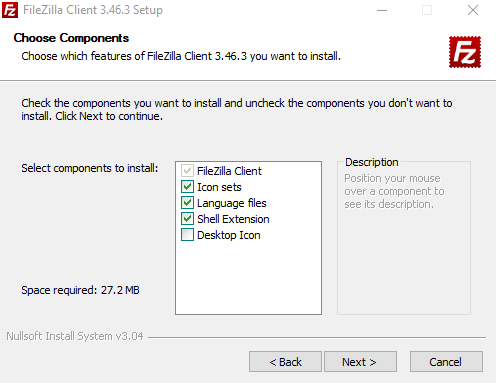 FileZilla Client 3.46.3 Setup
Choose Components
Choose which features of FileZilla Client 3.46.3 you want to install.
Check the components you want to install and uncheck the components you don't want to
install. Click Next to continue.
Select components to install:
FileZilla Client
Icon sets
Language files
Shell Extension
Desktop Icon
Description
Position your mouse
over a component to
see its description.
Space required: 27.2 MB
Nullsoft Install System v3.04
< Back
Next >
Cancel